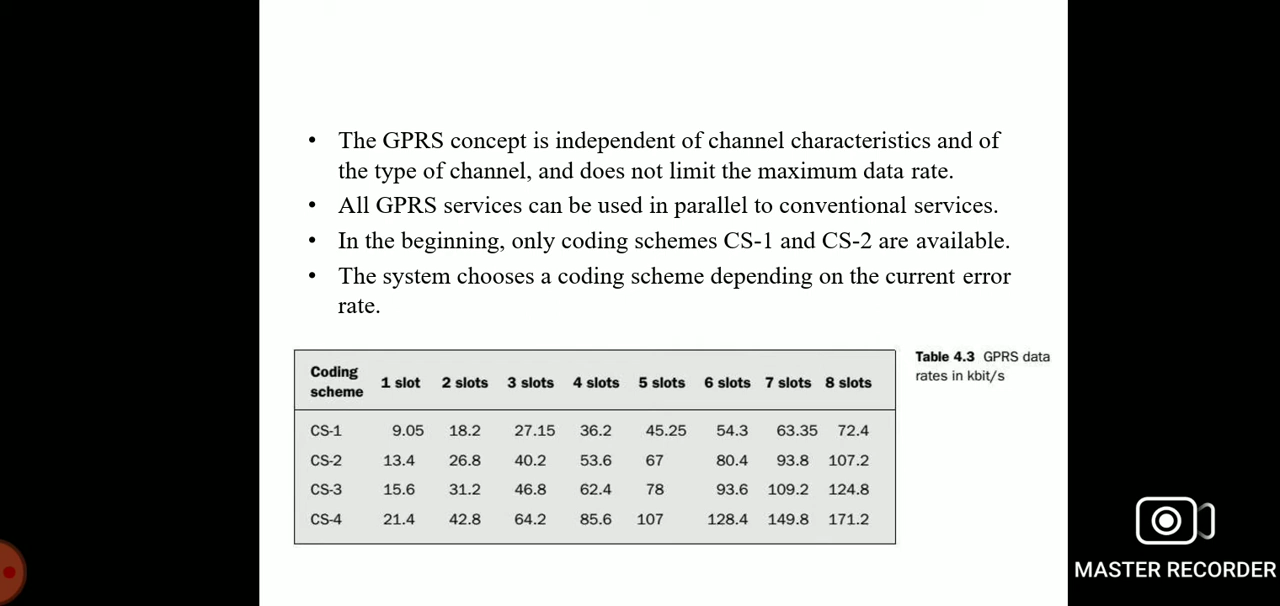 • The GPRS concept is independent of channel characteristics and of
the type of channel, and does not limit the maximum data rate.
• All GPRS services can be used in parallel to conventional services.
• In the beginning, only coding schemes CS-1 and CS-2 are available.
• The system chooses a coding scheme depending on the current error
rate.
Coding scheme 1 slot 2 slots 3 slots 4 slots 5 slots 6 slots 7 slots 8 slots
CS-1 9.05 18.2 27.15 36.2 45.25 54.3 63.35 72.4
CS-2 13.4 26.8 40.2 53.6 67 80.4 93.8 107.2
CS-3 15.6 31.2 46.8 62.4 78 93.6 109.2 124.8
CS-4 21.4 42.8 64.2 85.6 107 128.4 149.8 171.2
Table 4.3 GPRS data
rates in kbit/s
MASTER RECORDER